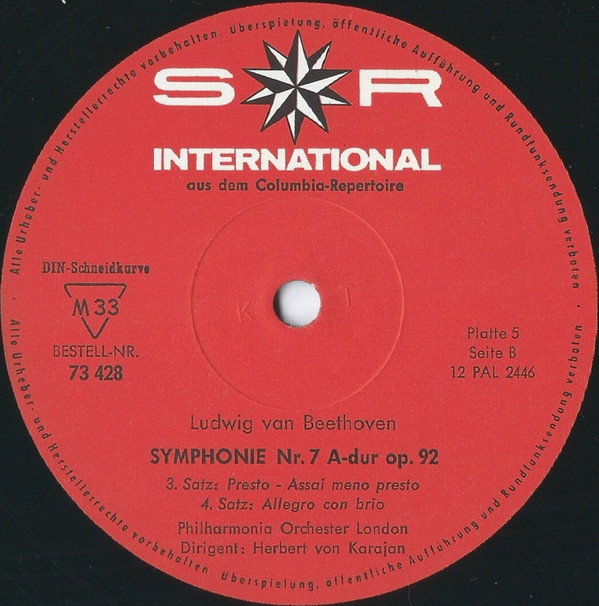 Alle Urheber- und Herstellerrechte vorbehalten. Überspielung, öffentliche Aufführung und Rundfunksendung verboten.
S R
INTERNATIONAL
aus dem Columbia-Repertoire
DIN-Schneidkurve
M 33
BESTELL-NR.
73 428
K T
Platte 5
Seite B
12 PAL 2446
Ludwig van Beethoven
SYMPHONIE Nr. 7 A-dur op. 92
3. Satz: Presto - Assai meno presto
4. Satz: Allegro con brio
Philharmonia Orchester London
Dirigent: Herbert von Karajan
Alle Urheber- und Herstellerrechte vorbehalten. Überspielung, öffentliche Aufführung und Rundfunksendung verboten.